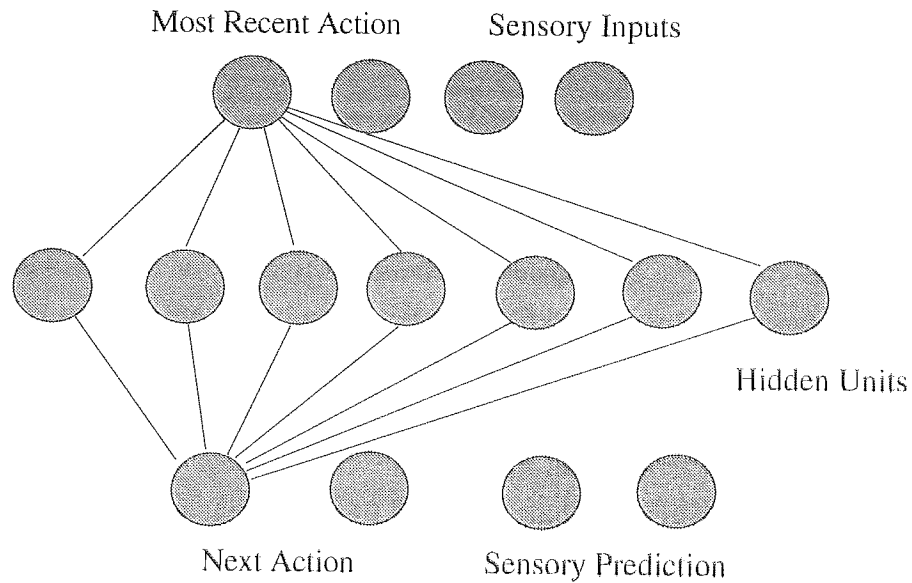 Most Recent Action
Sensory Inputs
Hidden Units
Next Action
Sensory Prediction